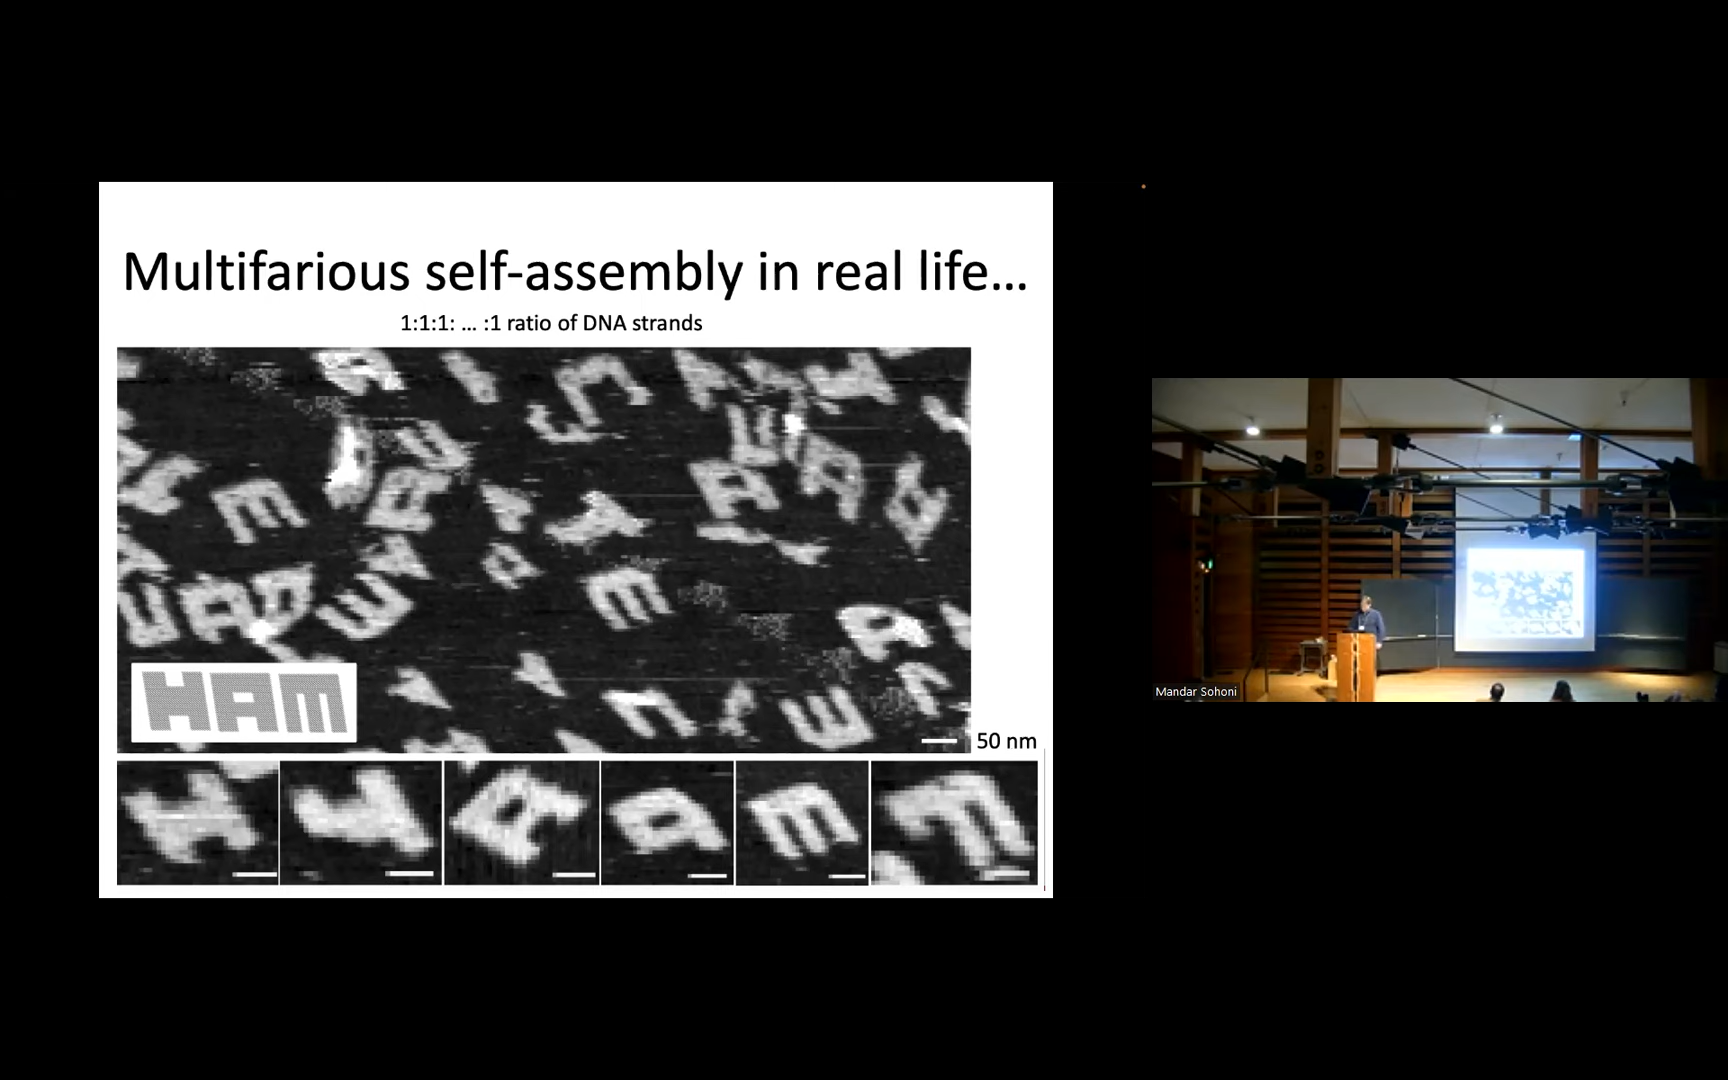 Multifarious self-assembly in real life...
1:1:1: ... :1 ratio of DNA strands
HAM
50 nm
Mandar Sohoni